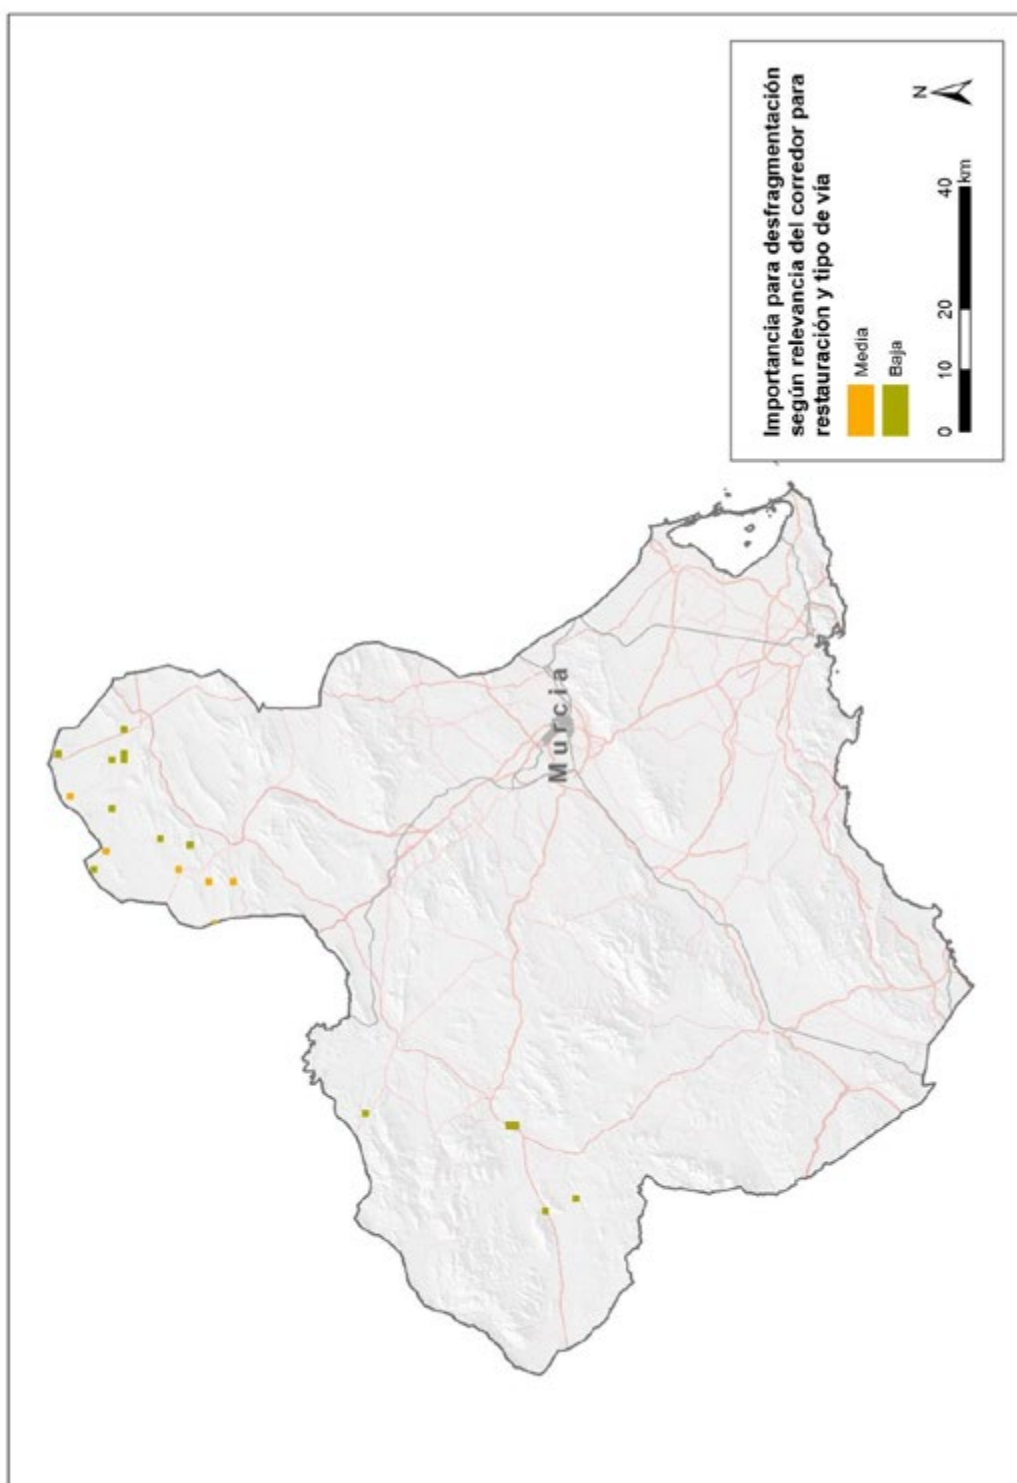 Murcia
Importancia para desfragmentación
según relevancia del corredor para
restauración y tipo de vía
Media
Baja
N
0 10 20 40
km